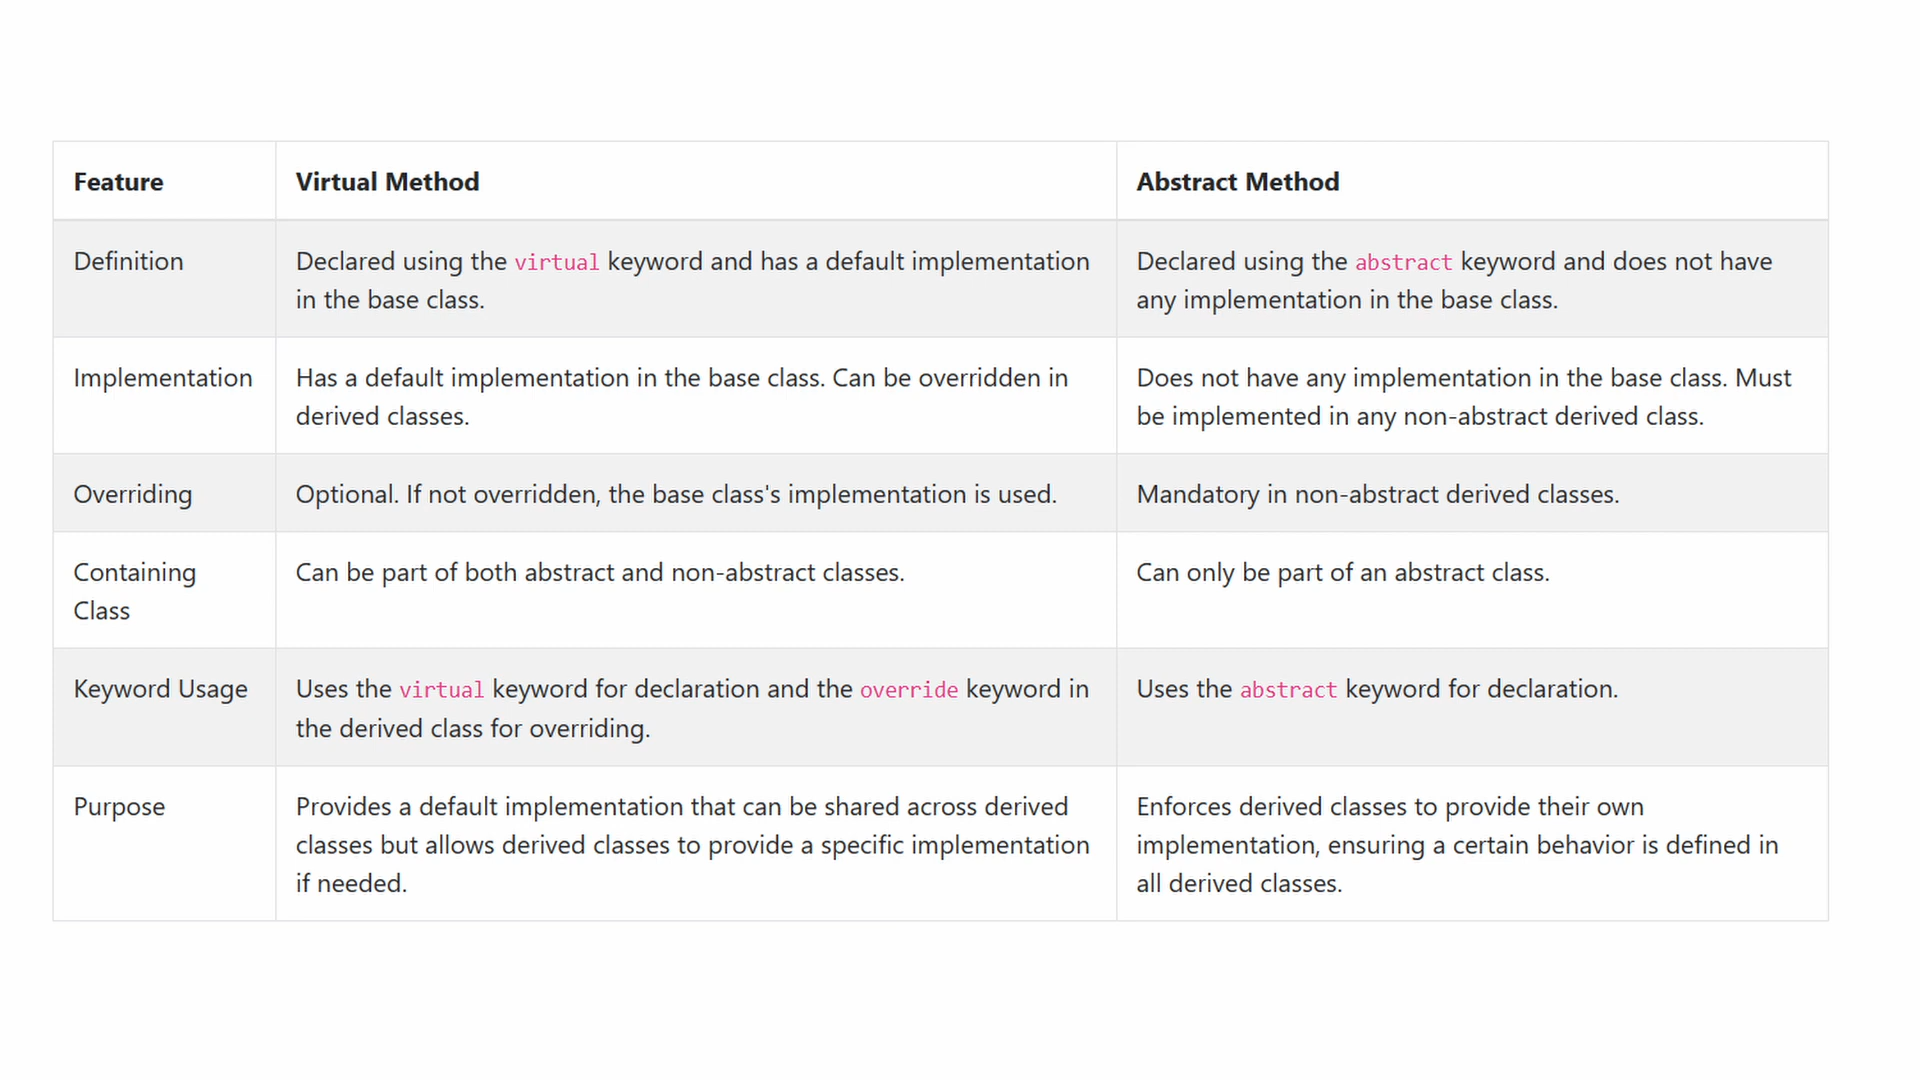 Feature Virtual Method Abstract Method
Definition Declared using the virtual keyword and has a default implementation Declared using the abstract keyword and does not have
in the base class. any implementation in the base class.
Implementation Has a default implementation in the base class. Can be overridden in Does not have any implementation in the base class. Must
derived classes. be implemented in any non-abstract derived class.
Overriding Optional. If not overridden, the base class's implementation is used. Mandatory in non-abstract derived classes.
Containing Can be part of both abstract and non-abstract classes. Can only be part of an abstract class.
Class
Keyword Usage Uses the virtual keyword for declaration and the override keyword in Uses the abstract keyword for declaration.
the derived class for overriding.
Purpose Provides a default implementation that can be shared across derived Enforces derived classes to provide their own
classes but allows derived classes to provide a specific implementation implementation, ensuring a certain behavior is defined in
if needed. all derived classes.